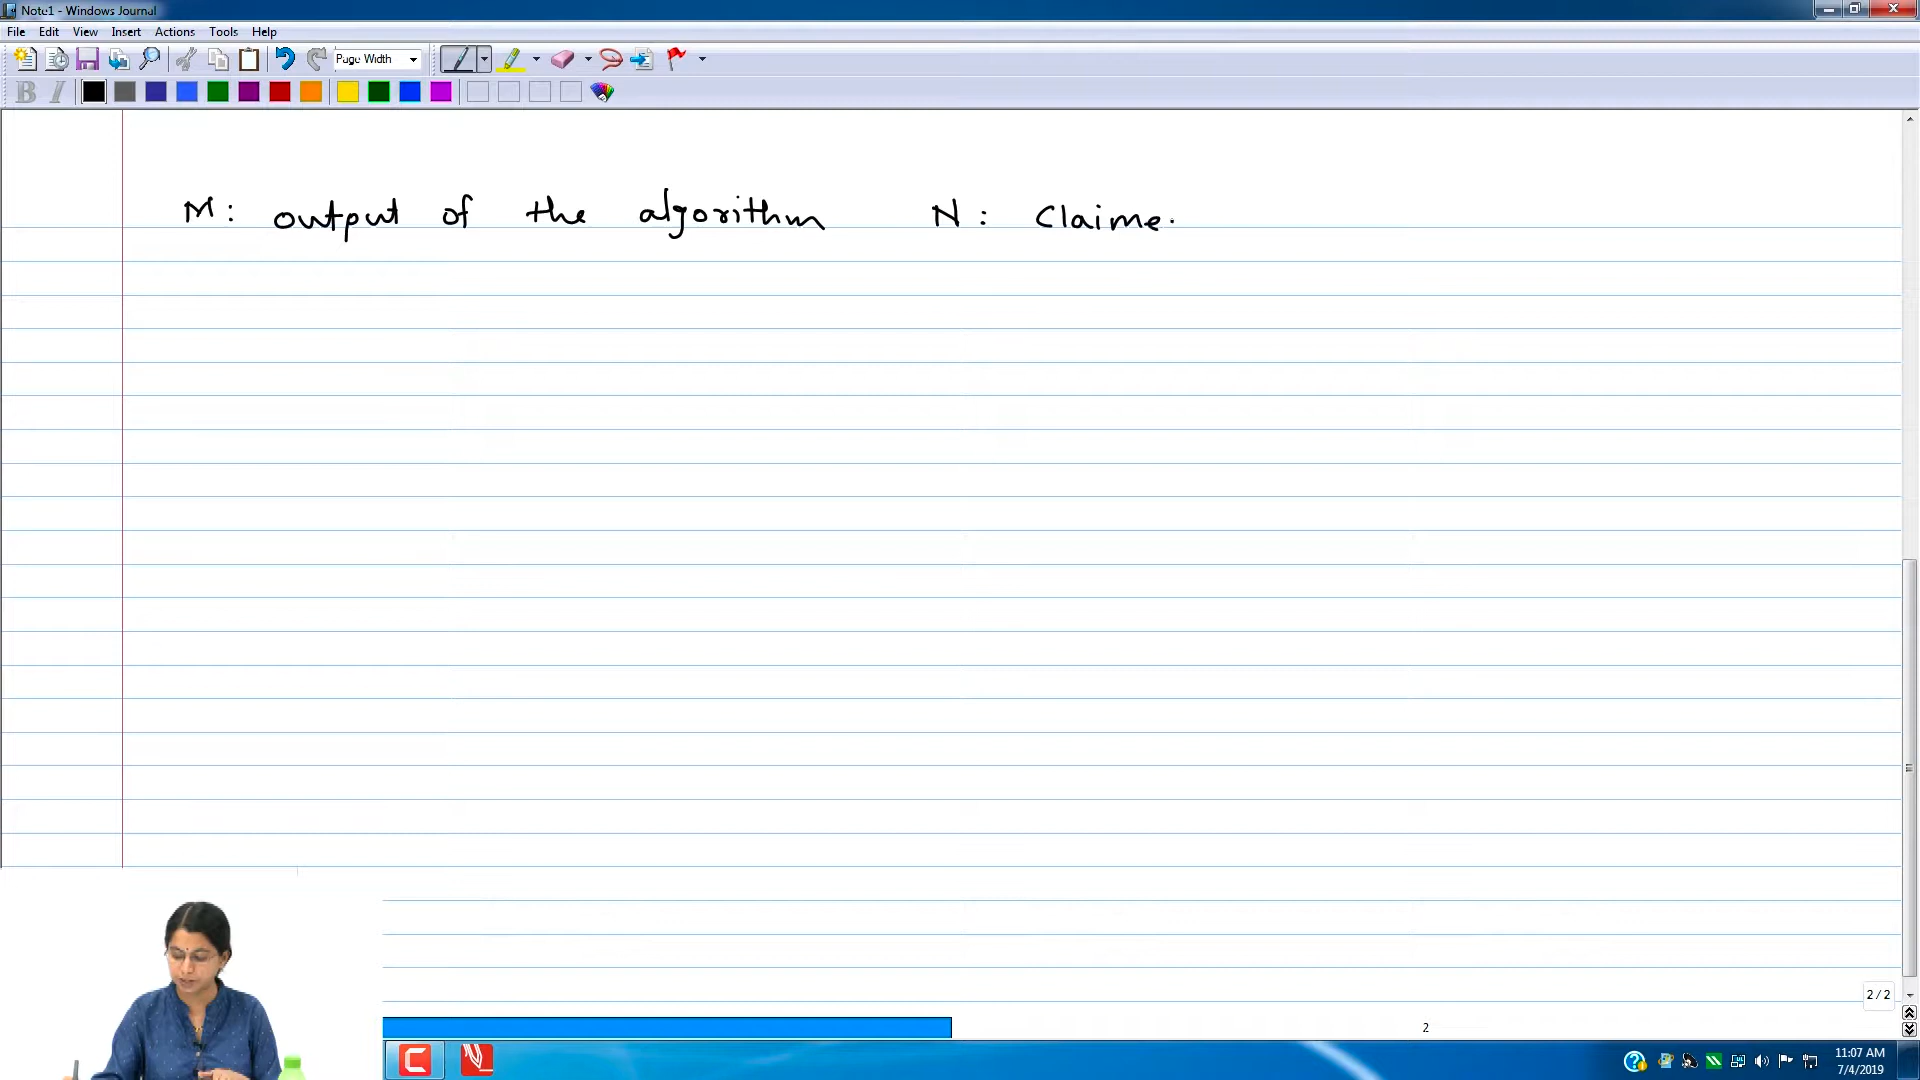 Note1 - Windows Journal
File Edit View Insert Actions Tools Help
Page Width
B I
M: output of the algorithm N: Claime
2 / 2
2
11:07 AM
7/4/2019